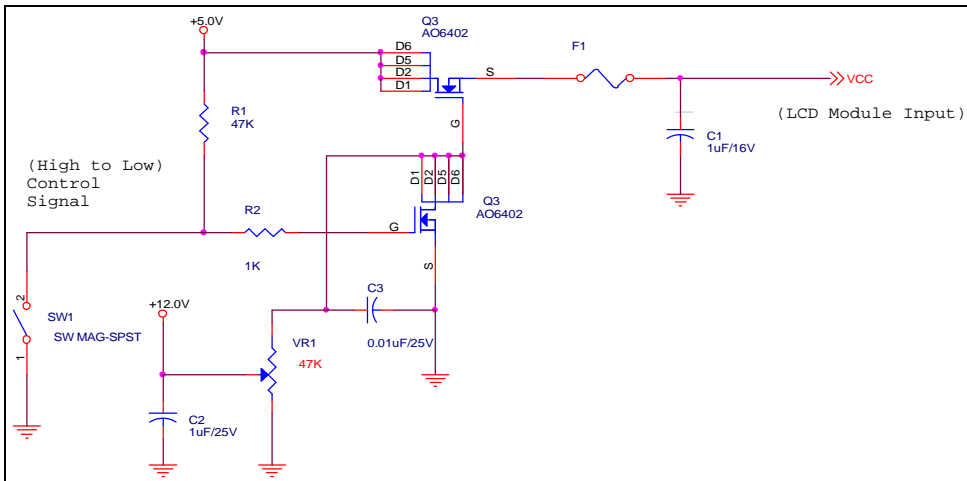 +5.0V
Q3
AO6402
D6
D5
D2
D1
S
G
F1
VCC
(LCD Module Input)
R1
47K
C1
1uF/16V
(High to Low)
Control
Signal
D1
D2
D5
D6
Q3
AO6402
R2
1K
G
S
2
SW1
SW MAG-SPST
1
+12.0V
C3
0.01uF/25V
VR1
47K
C2
1uF/25V